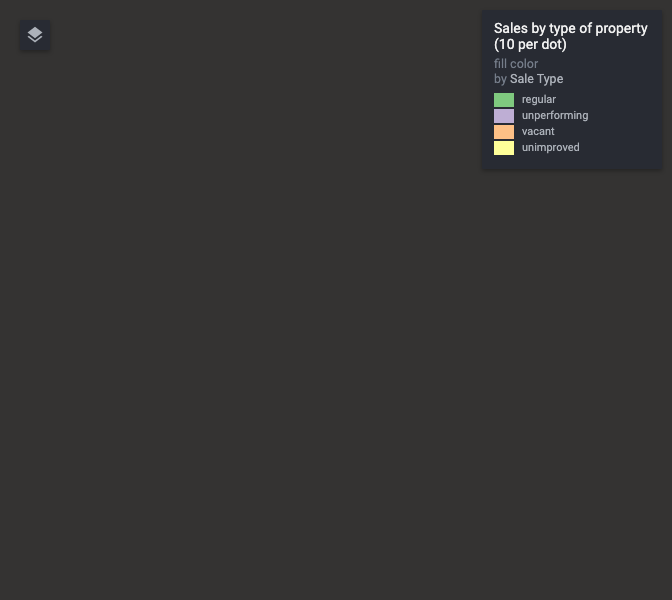 Sales by type of property
(10 per dot)
fill color
by Sale Type
regular
unperforming
vacant
unimproved